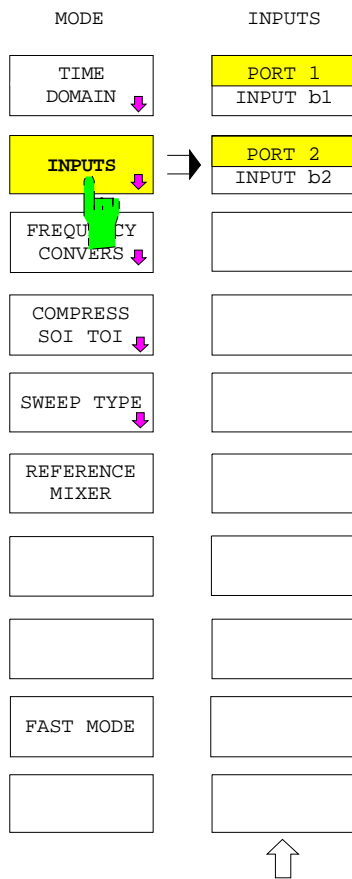 MODE
TIME
DOMAIN
INPUTS
CONVERS
COMPRESS
SOI TOI
SWEEP TYPE
REFERENCE
MIXER
FAST MODE
INPUTS
PORT 1
INPUT b1
PORT 2
INPUT b2